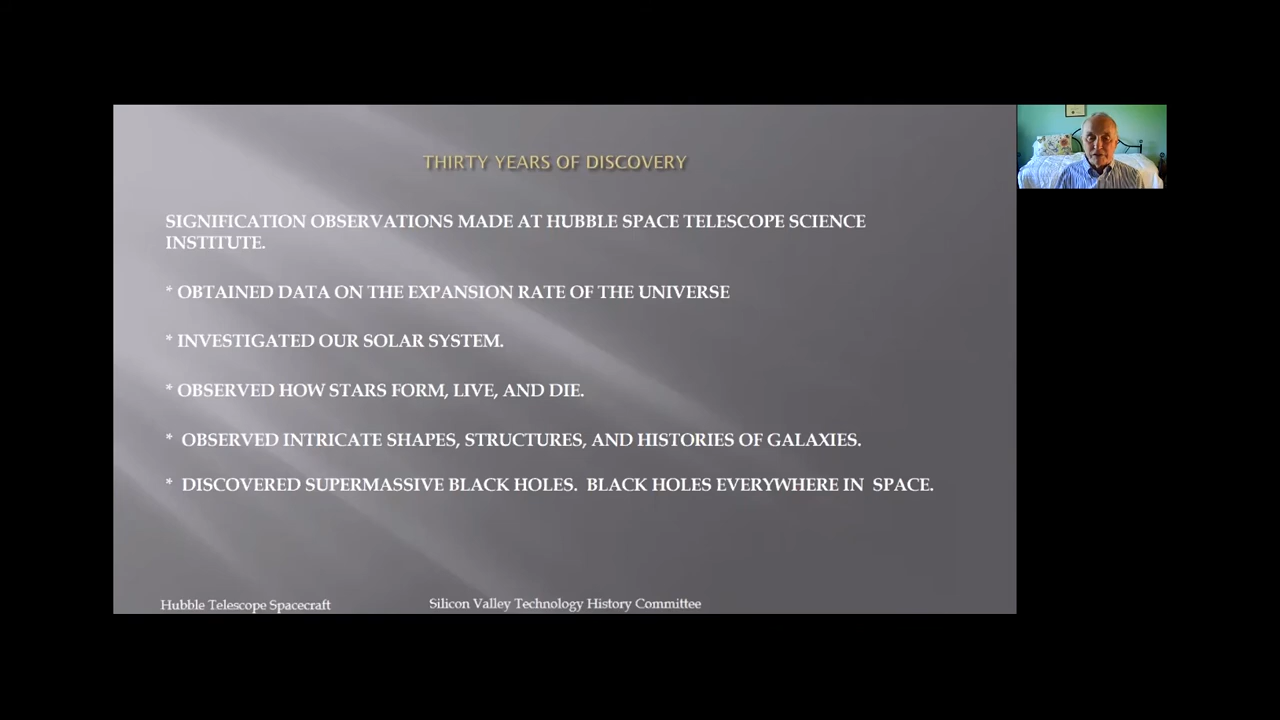 THIRTY YEARS OF DISCOVERY
SIGNIFICATION OBSERVATIONS MADE AT HUBBLE SPACE TELESCOPE SCIENCE
INSTITUTE.
* OBTAINED DATA ON THE EXPANSION RATE OF THE UNIVERSE
* INVESTIGATED OUR SOLAR SYSTEM.
* OBSERVED HOW STARS FORM, LIVE, AND DIE.
* OBSERVED INTRICATE SHAPES, STRUCTURES, AND HISTORIES OF GALAXIES.
* DISCOVERED SUPERMASSIVE BLACK HOLES. BLACK HOLES EVERYWHERE IN SPACE.
Hubble Telescope Spacecraft
Silicon Valley Technology History Committee